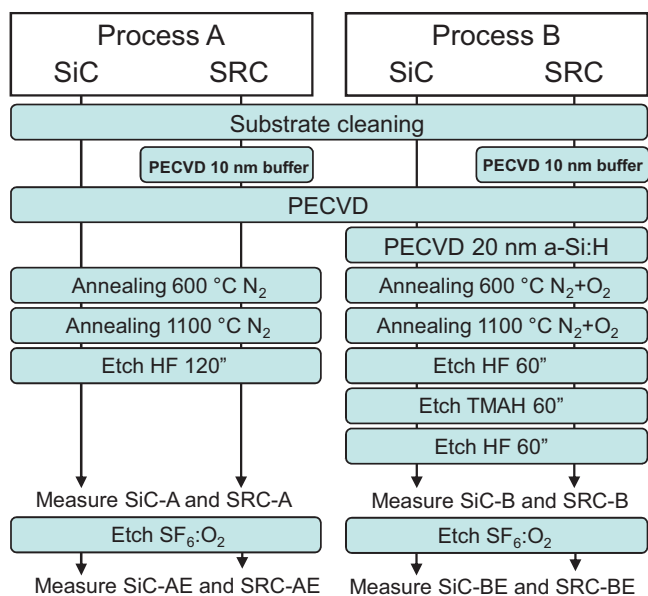 Process A
SiC SRC
Process B
SiC SRC
Substrate cleaning
PECVD 10 nm buffer
PECVD 10 nm buffer
PECVD
PECVD 20 nm a-Si:H
Annealing 600 °C N₂
Annealing 600 °C N₂+O₂
Annealing 1100 °C N₂
Annealing 1100 °C N₂+O₂
Etch HF 120”
Etch HF 60”
Etch TMAH 60”
Etch HF 60”
Measure SiC-A and SRC-A
Measure SiC-B and SRC-B
Etch SF₆:O₂
Etch SF₆:O₂
Measure SiC-AE and SRC-AE
Measure SiC-BE and SRC-BE